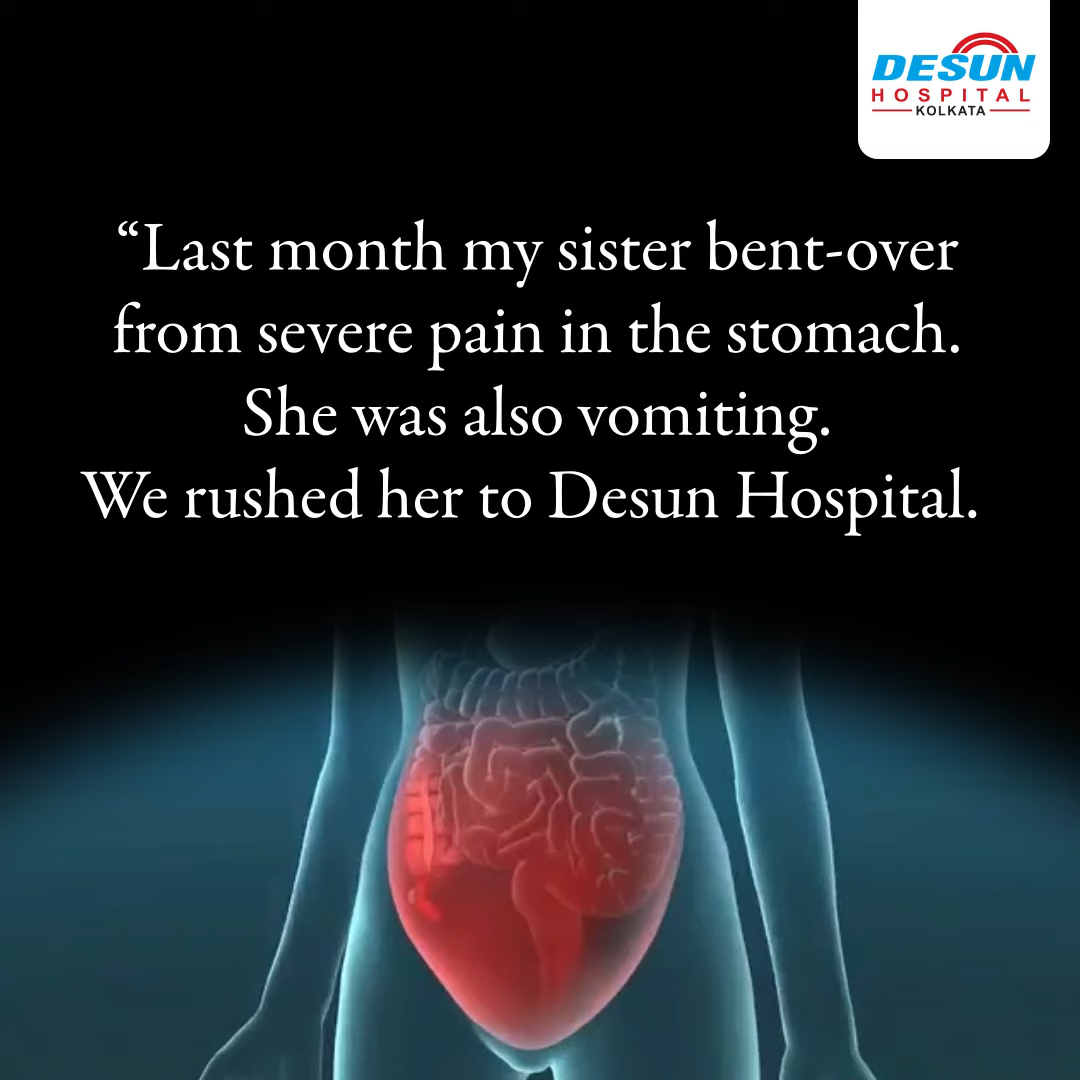 DESUN
HOSPITAL
KOLKATA
“Last month my sister bent-over
from severe pain in the stomach.
She was also vomiting.
We rushed her to Desun Hospital.